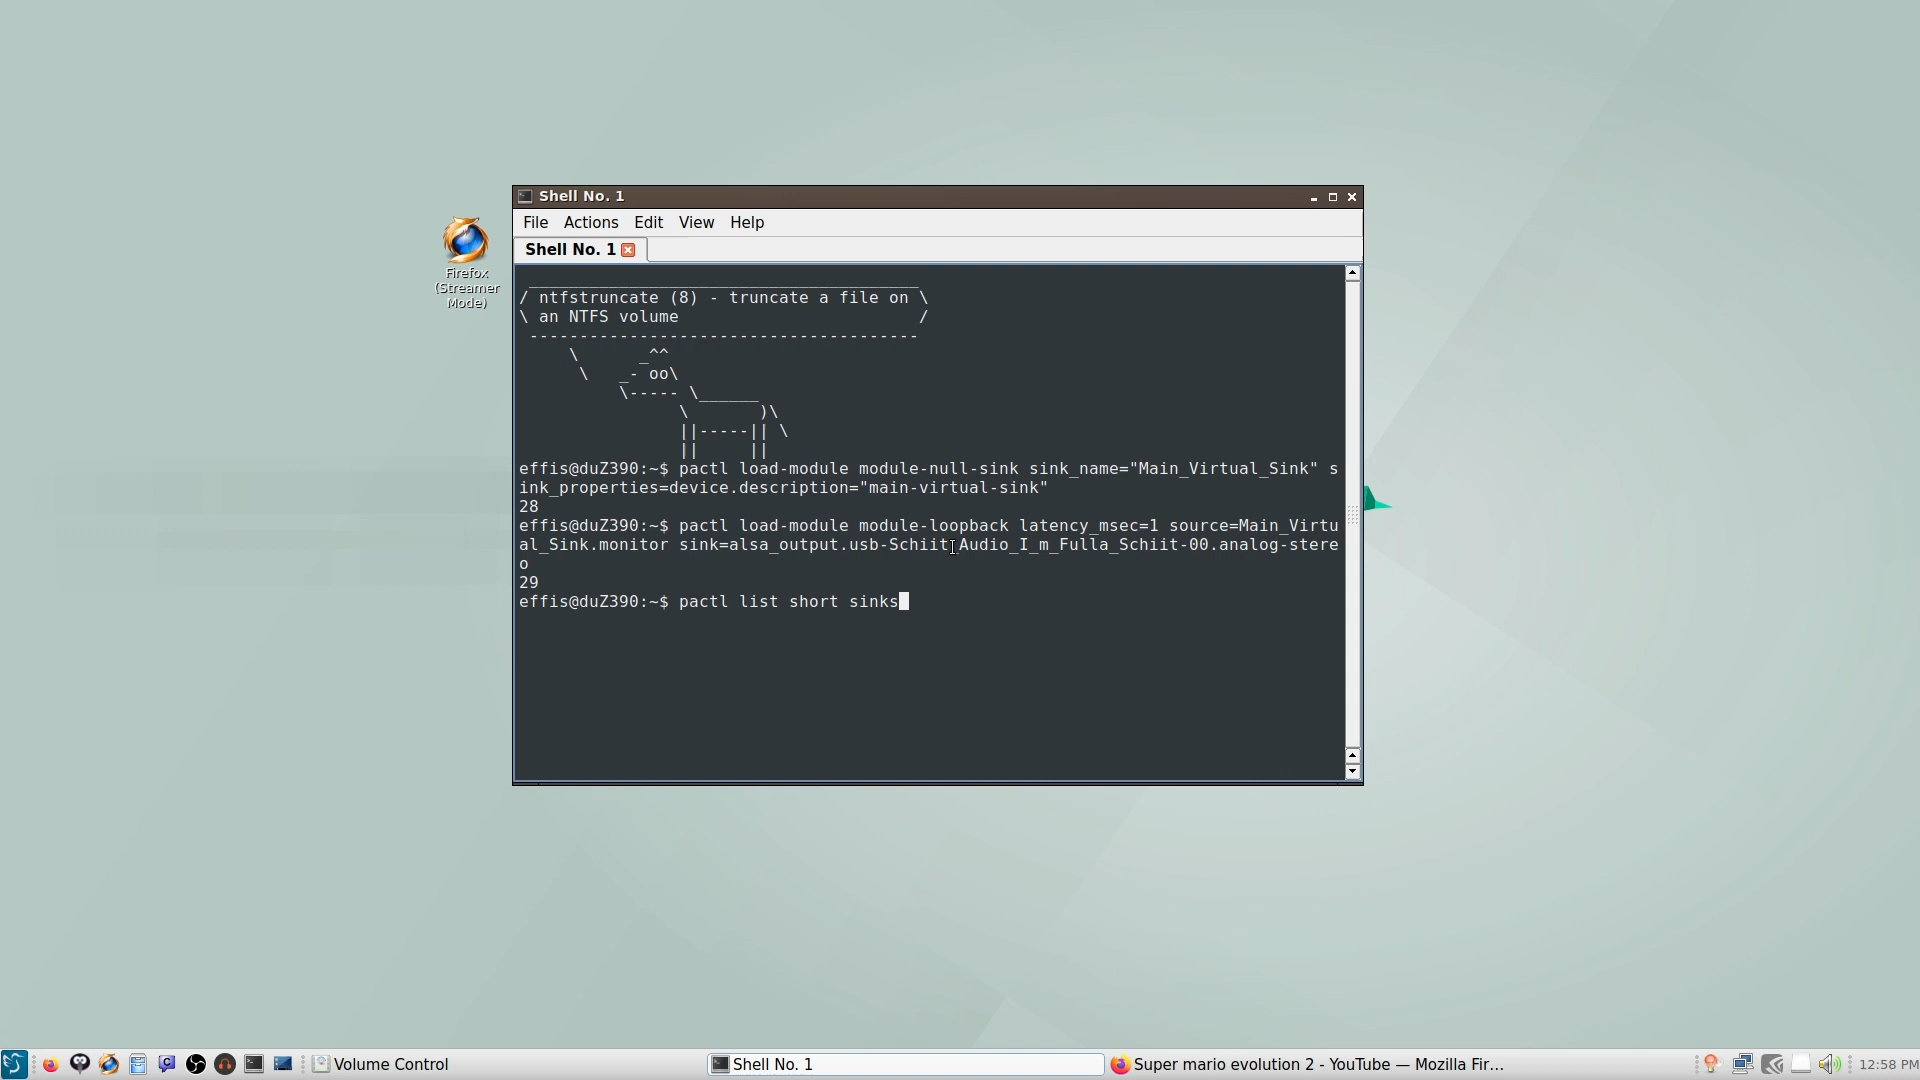 Shell No. 1
File Actions Edit View Help
Shell No. 1
Firefox
(Streamer
Mode)
/ ntfstruncate (8) - truncate a file on \
\ an NTFS volume /
effis@duZ390:~$ pactl load-module module-null-sink sink_name="Main_Virtual_Sink" s
ink_properties=device.description="main-virtual-sink"
28
effis@duZ390:~$ pactl load-module module-loopback latency_msec=1 source=Main_Virtu
al_Sink.monitor sink=alsa_output.usb-Schiit_Audio_I_m_Fulla_Schiit-00.analog-stere
o
29
effis@duZ390:~$ pactl list short sinks
Volume Control
Shell No. 1
Super mario evolution 2 - YouTube — Mozilla Fir...
12:58 PM